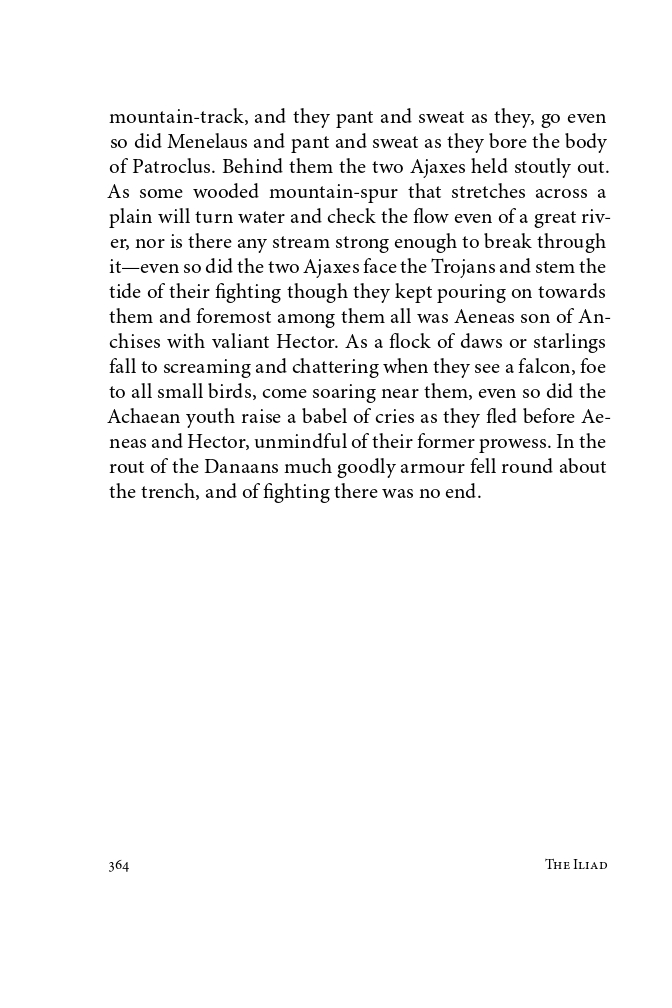 mountain-track, and they pant and sweat as they, go even
so did Menelaus and pant and sweat as they bore the body
of Patroclus. Behind them the two Ajaxes held stoutly out.
As some wooded mountain-spur that stretches across a
plain will turn water and check the flow even of a great riv-
er, nor is there any stream strong enough to break through
it—even so did the two Ajaxes face the Trojans and stem the
tide of their fighting though they kept pouring on towards
them and foremost among them all was Aeneas son of An-
chises with valiant Hector. As a flock of daws or starlings
fall to screaming and chattering when they see a falcon, foe
to all small birds, come soaring near them, even so did the
Achaean youth raise a babel of cries as they fled before Ae-
neas and Hector, unmindful of their former prowess. In the
rout of the Danaans much goodly armour fell round about
the trench, and of fighting there was no end.
364 The Iliad